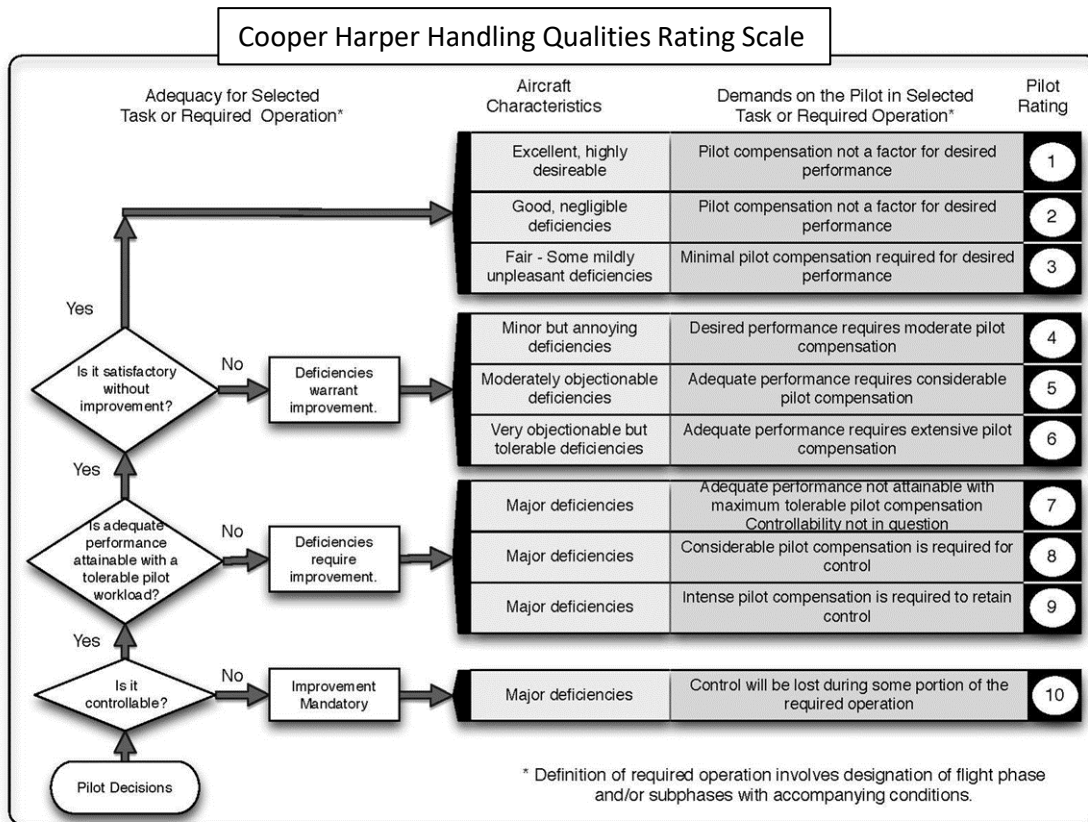 Cooper Harper Handling Qualities Rating Scale
Adequacy for Selected
Task or Required Operation*
Aircraft
Characteristics
Demands on the Pilot in Selected
Task or Required Operation*
Pilot
Rating
Excellent, highly
desireable
Pilot compensation not a factor for desired
performance
1
Good, negligible
deficiencies
Pilot compensation not a factor for desired
performance
2
Fair - Some mildly
unpleasant deficiencies
Minimal pilot compensation required for desired
performance
3
Yes
Is it satisfactory
without
improvement?
No
Deficiencies
warrant
improvement.
Minor but annoying
deficiencies
Desired performance requires moderate pilot
compensation
4
Moderately objectionable
deficiencies
Adequate performance requires considerable
pilot compensation
5
Very objectionable but
tolerable deficiencies
Adequate performance requires extensive pilot
compensation
6
Yes
Is adequate
performance
attainable with a
tolerable pilot
workload?
No
Deficiencies
require
improvement.
Major deficiencies
Adequate performance not attainable with
maximum tolerable pilot compensation
Controllability not in question
7
Major deficiencies
Considerable pilot compensation is required for
control
8
Major deficiencies
Intense pilot compensation is required to retain
control
9
Yes
Is it
controllable?
No
Improvement
Mandatory
Major deficiencies
Control will be lost during some portion of the
required operation
10
Pilot Decisions
* Definition of required operation involves designation of flight phase
and/or subphases with accompanying conditions.